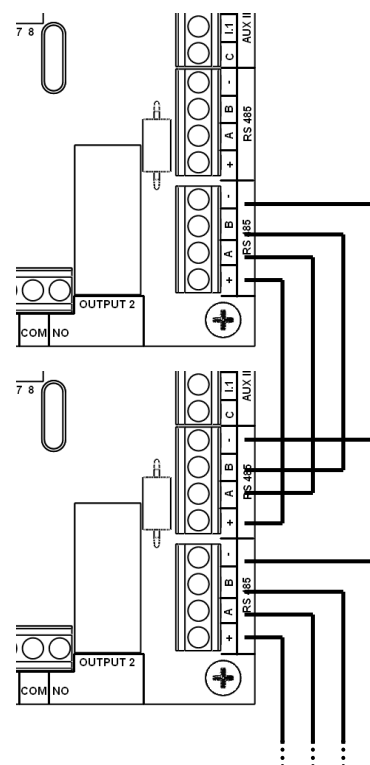 7 8
I.1
C
AUX II
-
B
A
+
RS 485
-
B
A
+
RS 485
OUTPUT 2
COM NO
7 8
I.1
C
AUX II
-
B
A
+
RS 485
-
B
A
+
RS 485
OUTPUT 2
COM NO